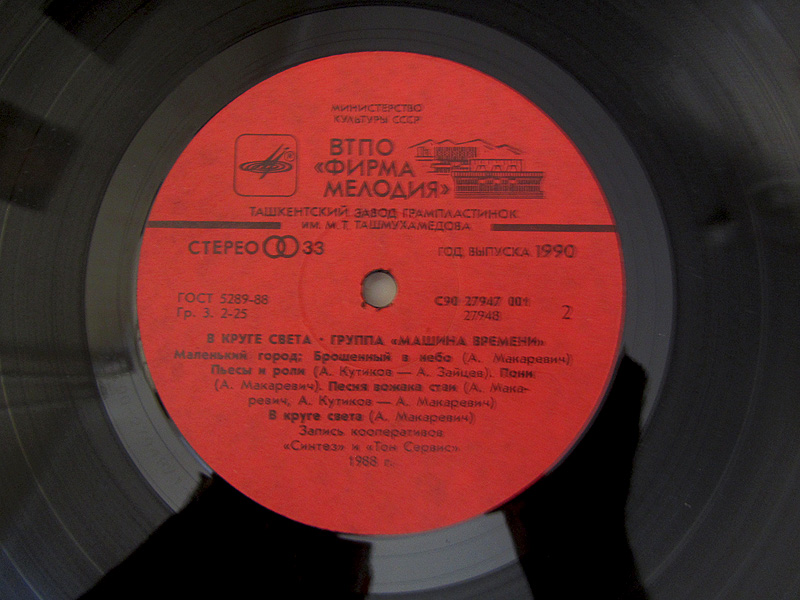 МИНИСТЕРСТВО
КУЛЬТУРЫ СССР
ВТПО
«ФИРМА
МЕЛОДИЯ»
ТАШКЕНТСКИЙ ЗАВОД ГРАМПЛАСТИНОК
ИМ. М. Т. ТАШМУХАМЕДОВА
СТЕРЕО 33
ГОД ВЫПУСКА 1990
ГОСТ 5289-88
Гр. 3. 2-25
С90 27947 001
27948
2
В КРУГЕ СВЕТА · ГРУППА «МАШИНА ВРЕМЕНИ»
Маленький город; Брошенный в небо (А. Макаревич)
Пьесы и роли (А. Кутиков — А. Зайцев). Пони
(А. Макаревич). Песня вожака стаи (А. Мака-
ревич, А. Кутиков — А. Макаревич)
В круге света (А. Макаревич)
Запись кооперативов
«Синтез» и «Тон Сервис»
1988 г.